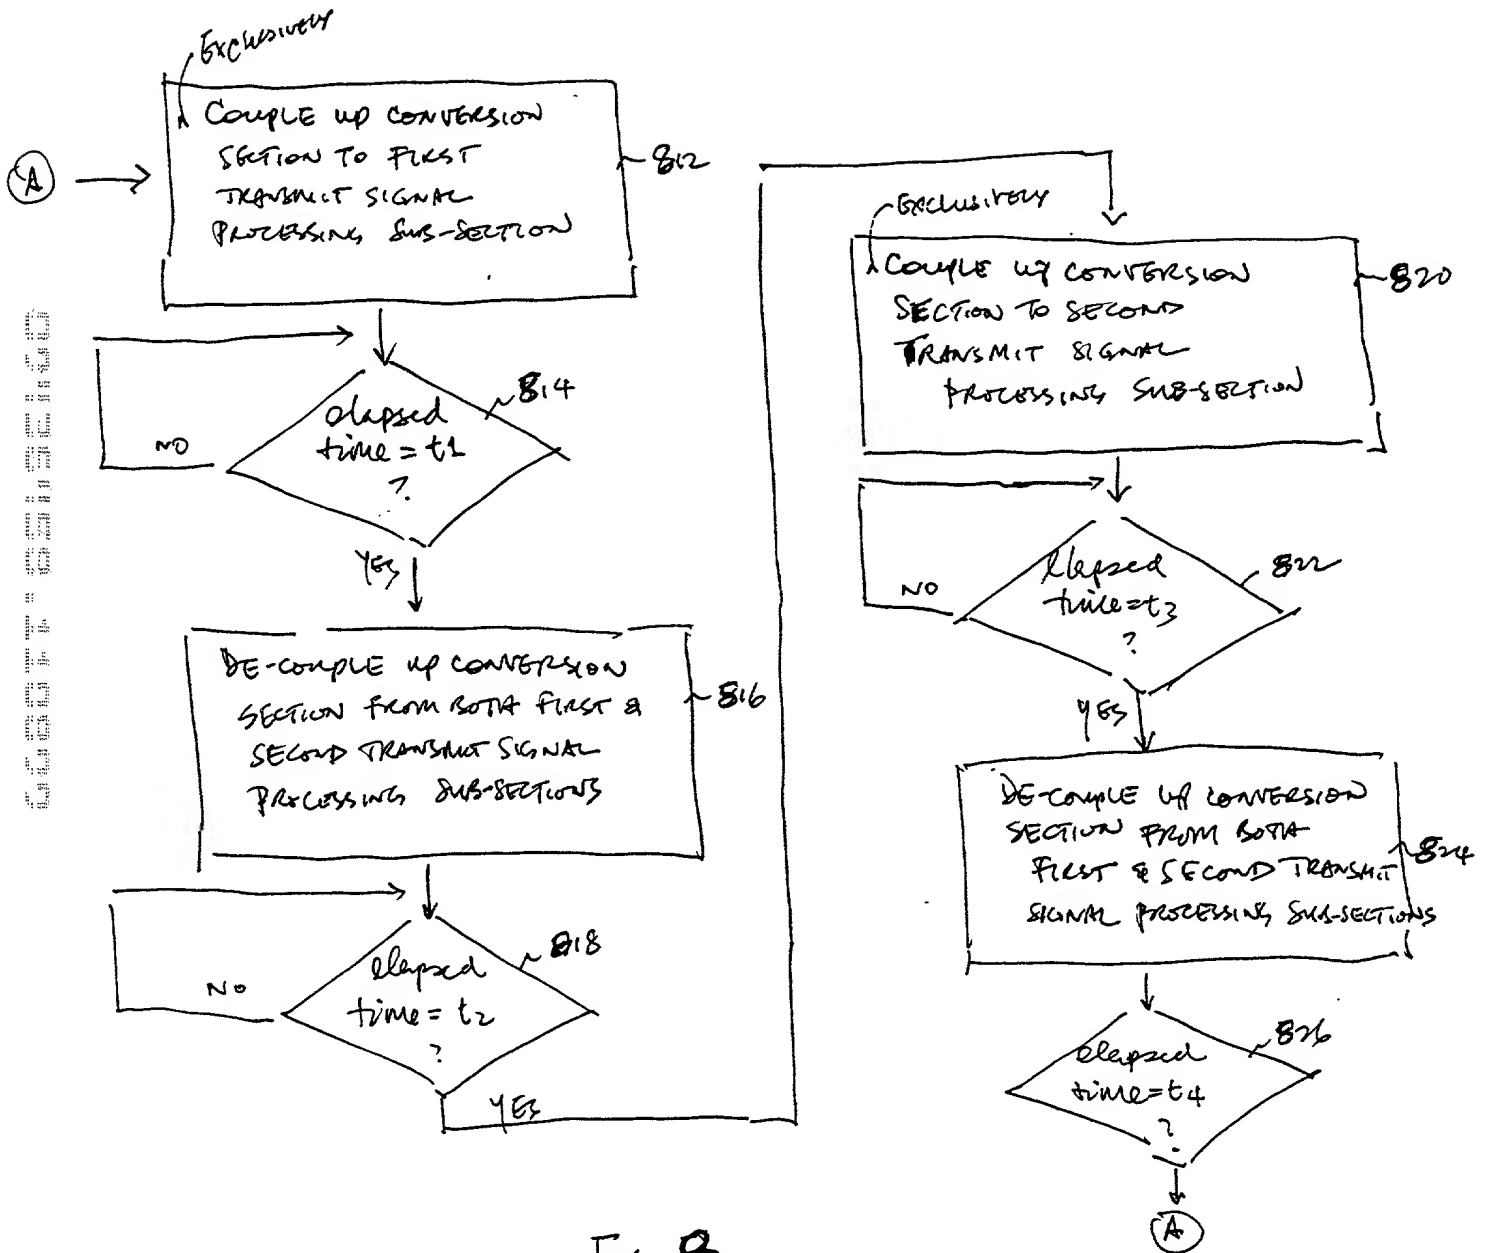 EXCLUSIVELY
A
COUPLE UP CONVERSION
SECTION TO FIRST
TRANSMIT SIGNAL
PROCESSING SUB-SECTION
812
814
elapsed
time = t1
?
NO
YES
DE-COUPLE UP CONVERSION
SECTION FROM BOTH FIRST &
SECOND TRANSMIT SIGNAL
PROCESSING SUB-SECTIONS
816
818
elapsed
time = t2
?
NO
YES
EXCLUSIVELY
COUPLE UP CONVERSION
SECTION TO SECOND
TRANSMIT SIGNAL
PROCESSING SUB-SECTION
820
822
elapsed
time=t3
?
NO
YES
DE-COUPLE UP CONVERSION
SECTION FROM BOTH
FIRST & SECOND TRANSMIT
SIGNAL PROCESSING SUB-SECTIONS
824
826
elapsed
time=t4
?
A